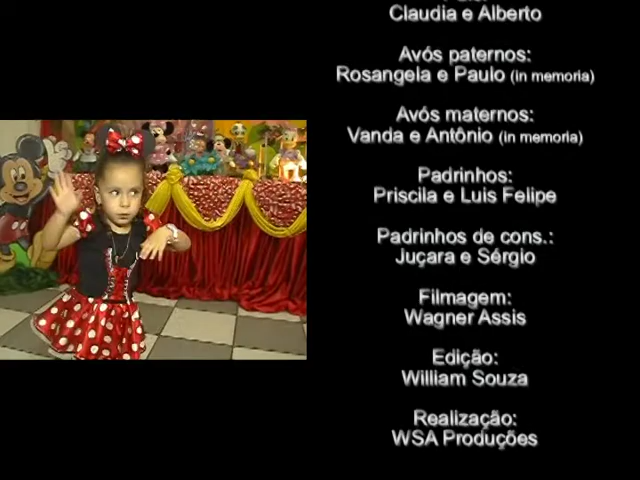 Claudia e Alberto
Avós paternos:
Rosangela e Paulo (in memoria)
Avós maternos:
Vanda e Antônio (in memoria)
Padrinhos:
Priscila e Luis Felipe
Padrinhos de cons.:
Juçara e Sérgio
Filmagem:
Wagner Assis
Edição:
William Souza
Realização:
WSA Produções